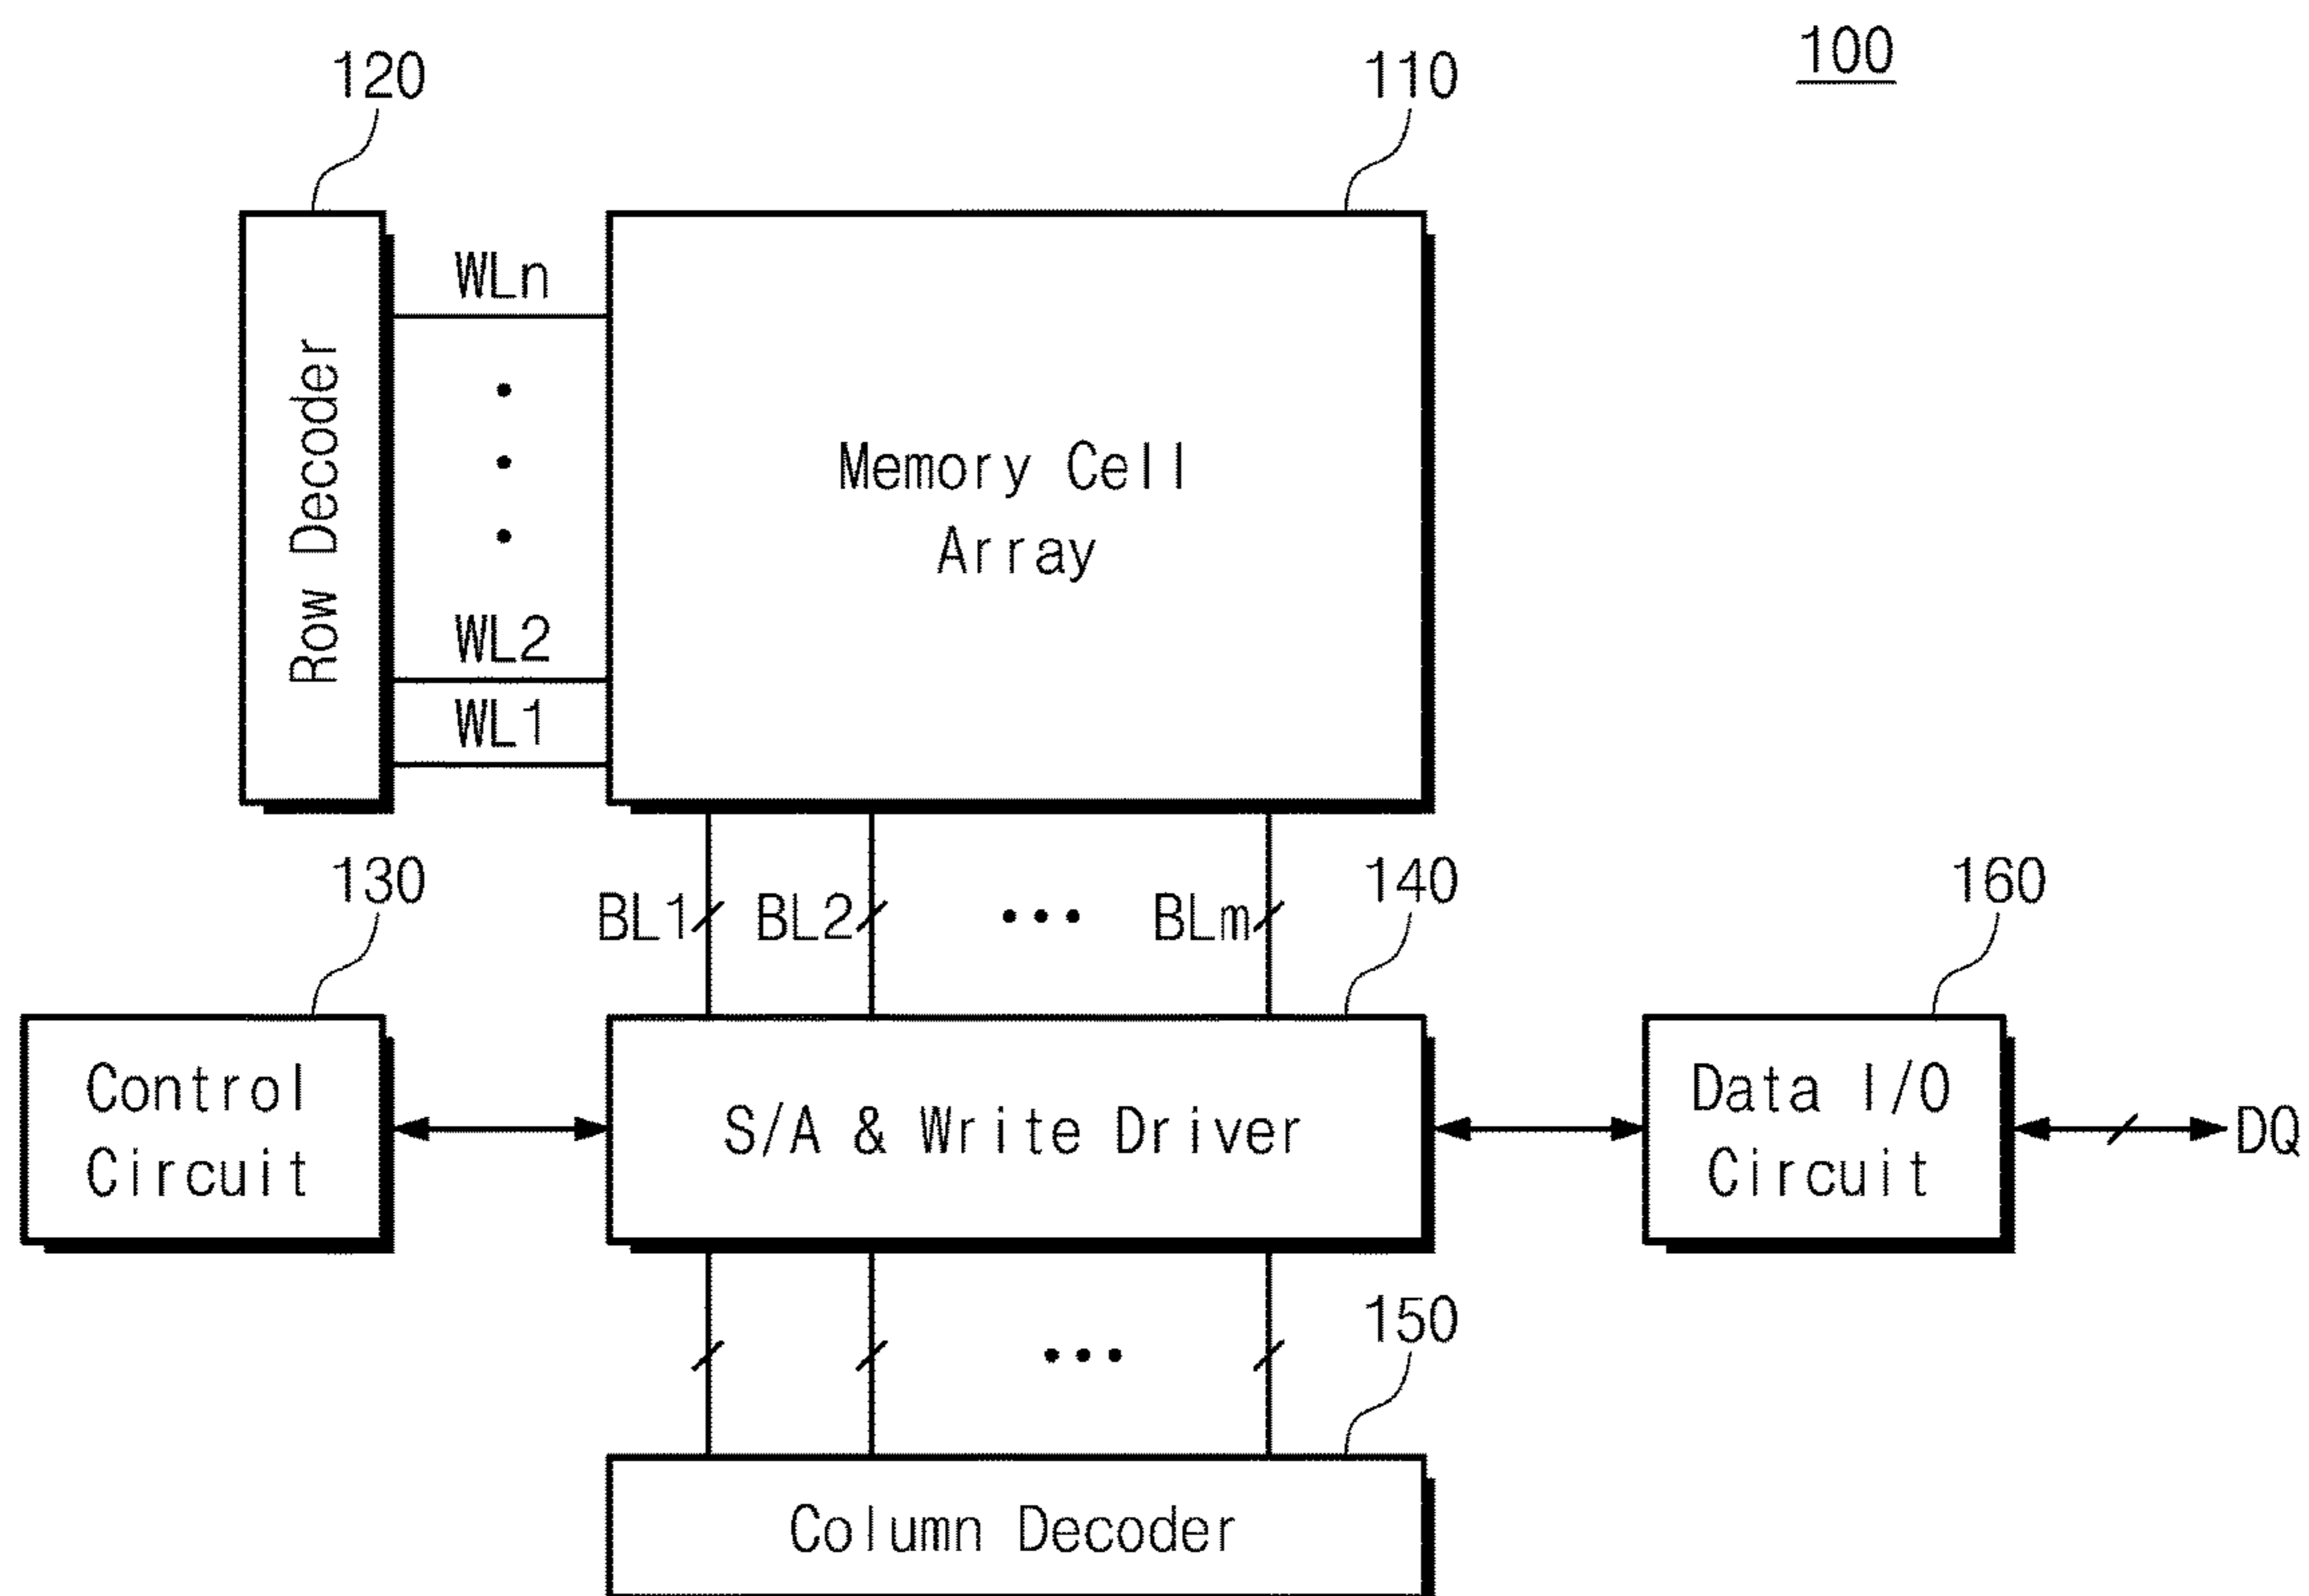 100
120
110
WLn
Row Decoder
Memory Cell
Array
WL2
WL1
130
BL1
BL2
BLm
140
160
Control
Circuit
S/A & Write Driver
Data I/O
Circuit
DQ
150
Column Decoder